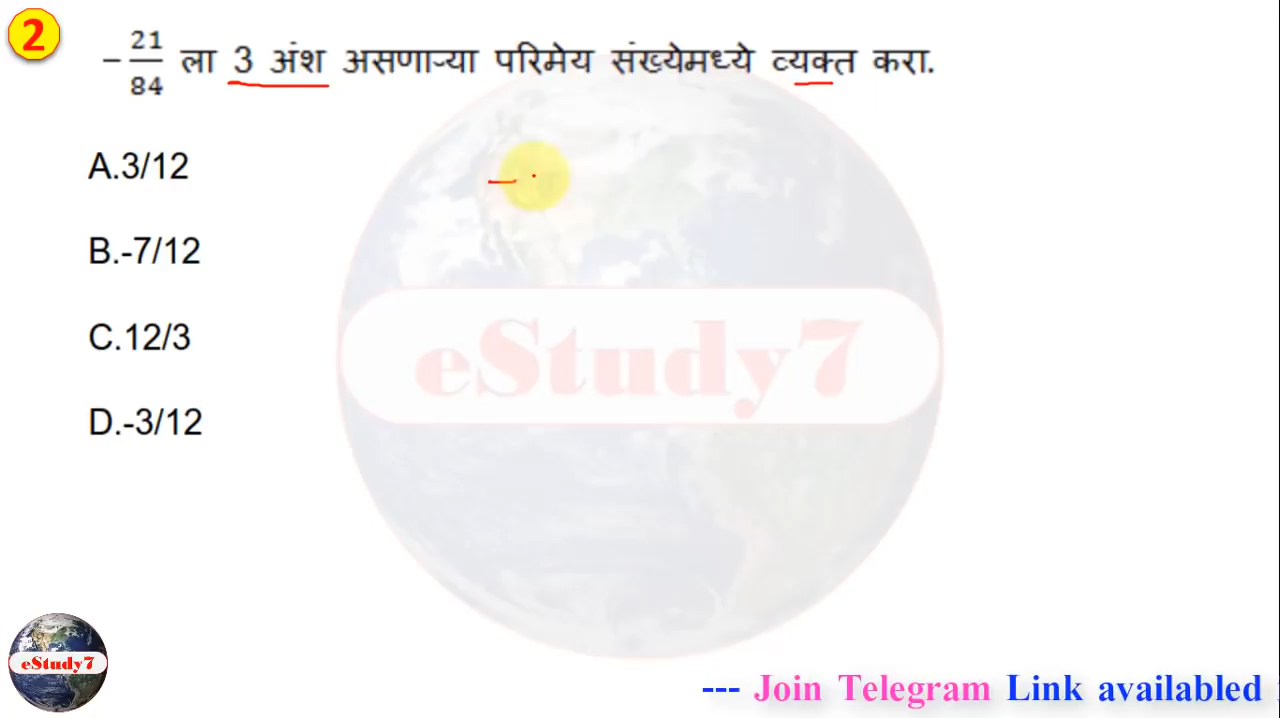 2
-21/84 ला 3 अंश असणाऱ्या परिमेय संख्येमध्ये व्यक्त करा.
A.3/12
B.-7/12
C.12/3
D.-3/12
eStudy7
eStudy7
--- Join Telegram Link availabled